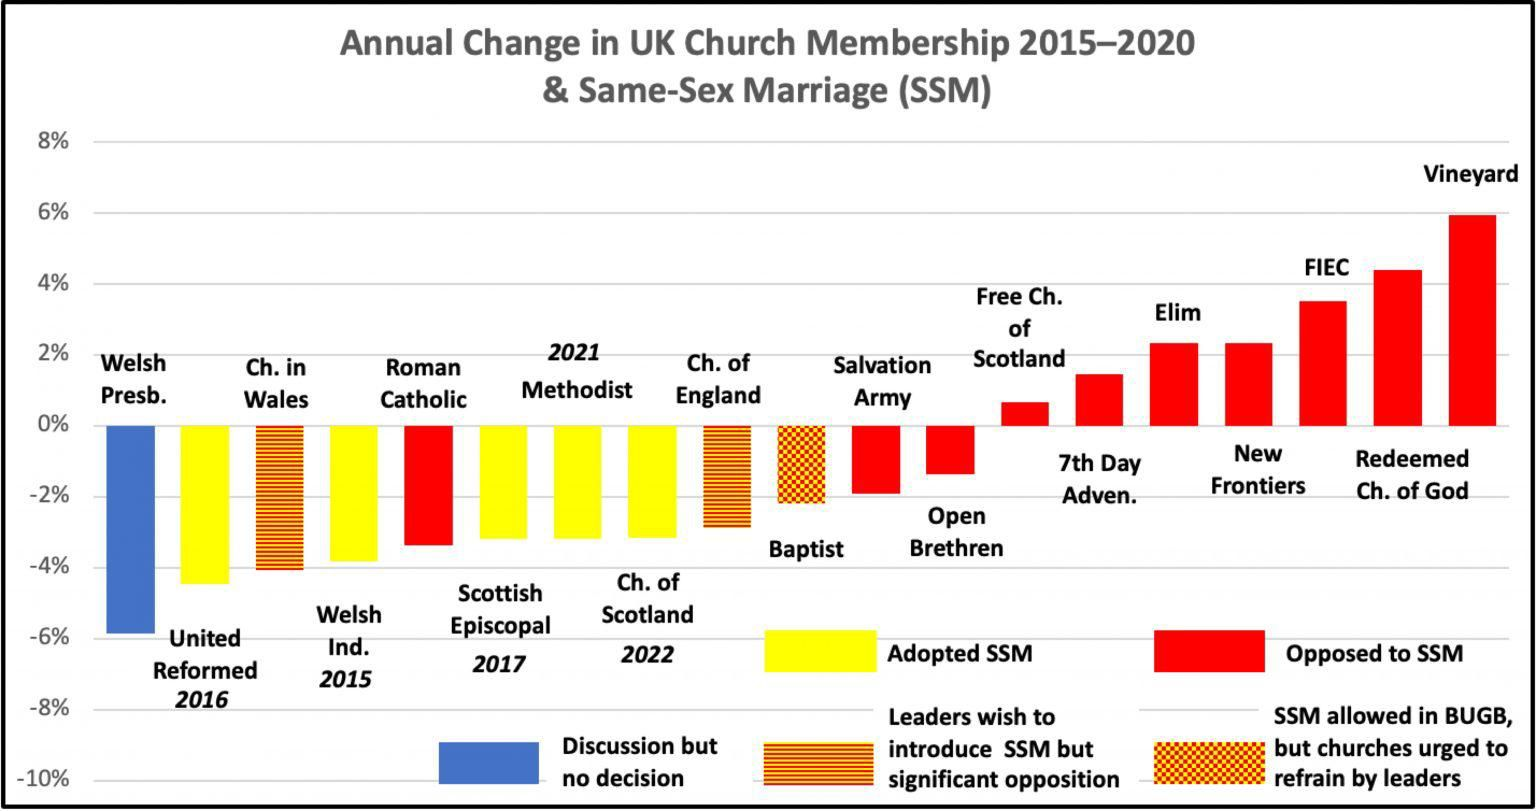 Annual Change in UK Church Membership 2015–2020
& Same-Sex Marriage (SSM)
8%
6%
4%
2%
0%
-2%
-4%
-6%
-8%
-10%
Welsh
Presb.
United
Reformed
2016
Ch. in
Wales
Welsh
Ind.
2015
Roman
Catholic
Scottish
Episcopal
2017
2021
Methodist
Ch. of
Scotland
2022
Ch. of
England
Baptist
Salvation
Army
Open
Brethren
Free Ch.
of
Scotland
7th Day
Adven.
Elim
New
Frontiers
FIEC
Redeemed
Ch. of God
Vineyard
Adopted SSM
Opposed to SSM
Discussion but
no decision
Leaders wish to
introduce SSM but
significant opposition
SSM allowed in BUGB,
but churches urged to
refrain by leaders